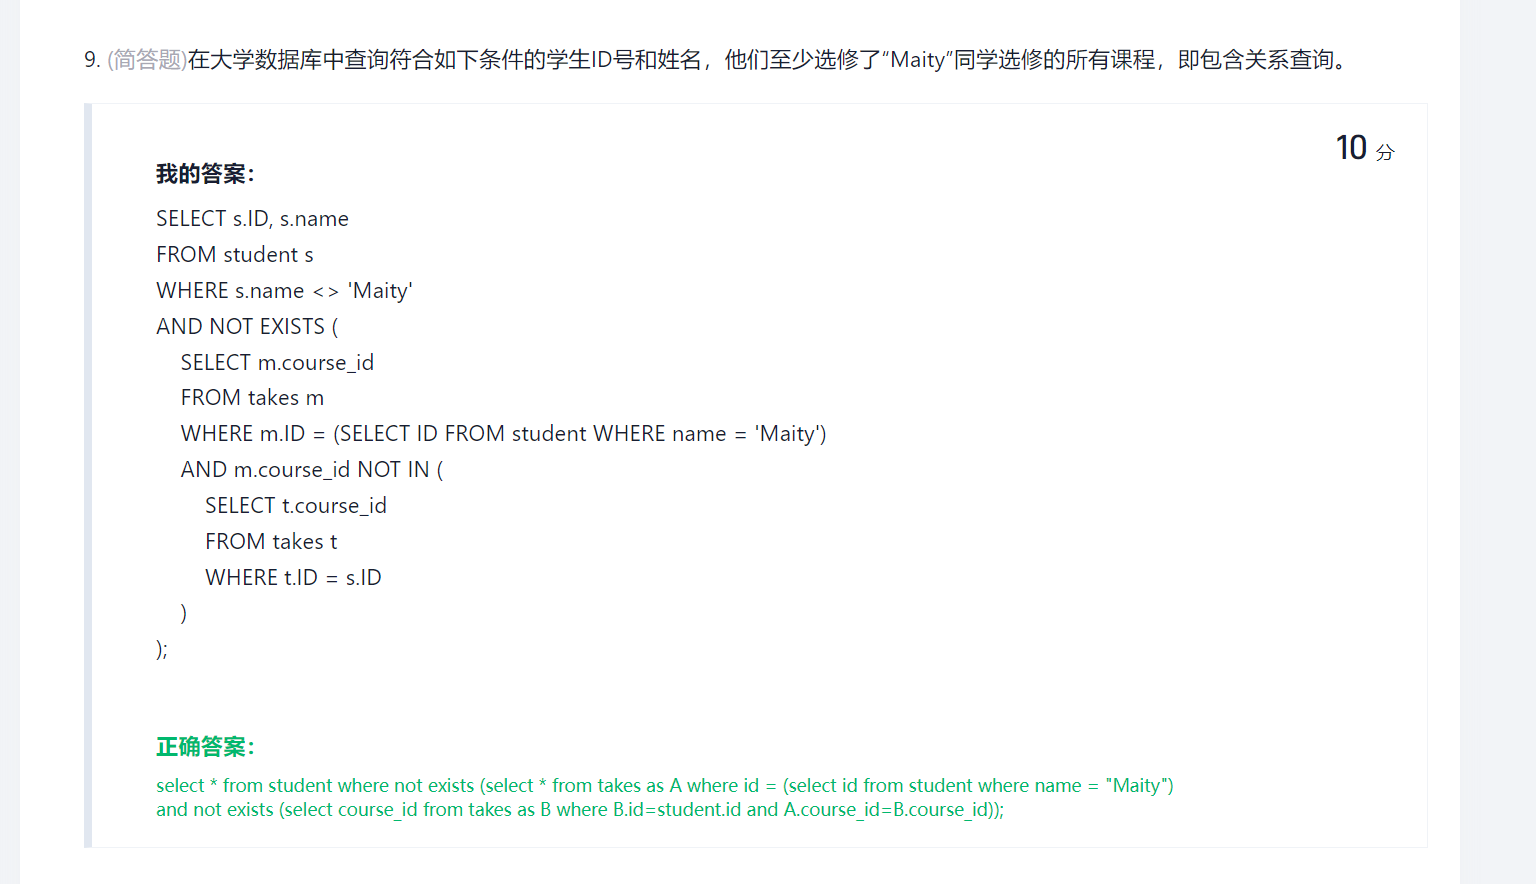 9. (简答题)在大学数据库中查询符合如下条件的学生ID号和姓名，他们至少选修了“Maity”同学选修的所有课程，即包含关系查询。
10 分
我的答案：
SELECT s.ID, s.name
FROM student s
WHERE s.name <> 'Maity'
AND NOT EXISTS (
SELECT m.course_id
FROM takes m
WHERE m.ID = (SELECT ID FROM student WHERE name = 'Maity')
AND m.course_id NOT IN (
SELECT t.course_id
FROM takes t
WHERE t.ID = s.ID
)
);
正确答案：
select * from student where not exists (select * from takes as A where id = (select id from student where name = "Maity")
and not exists (select course_id from takes as B where B.id=student.id and A.course_id=B.course_id));